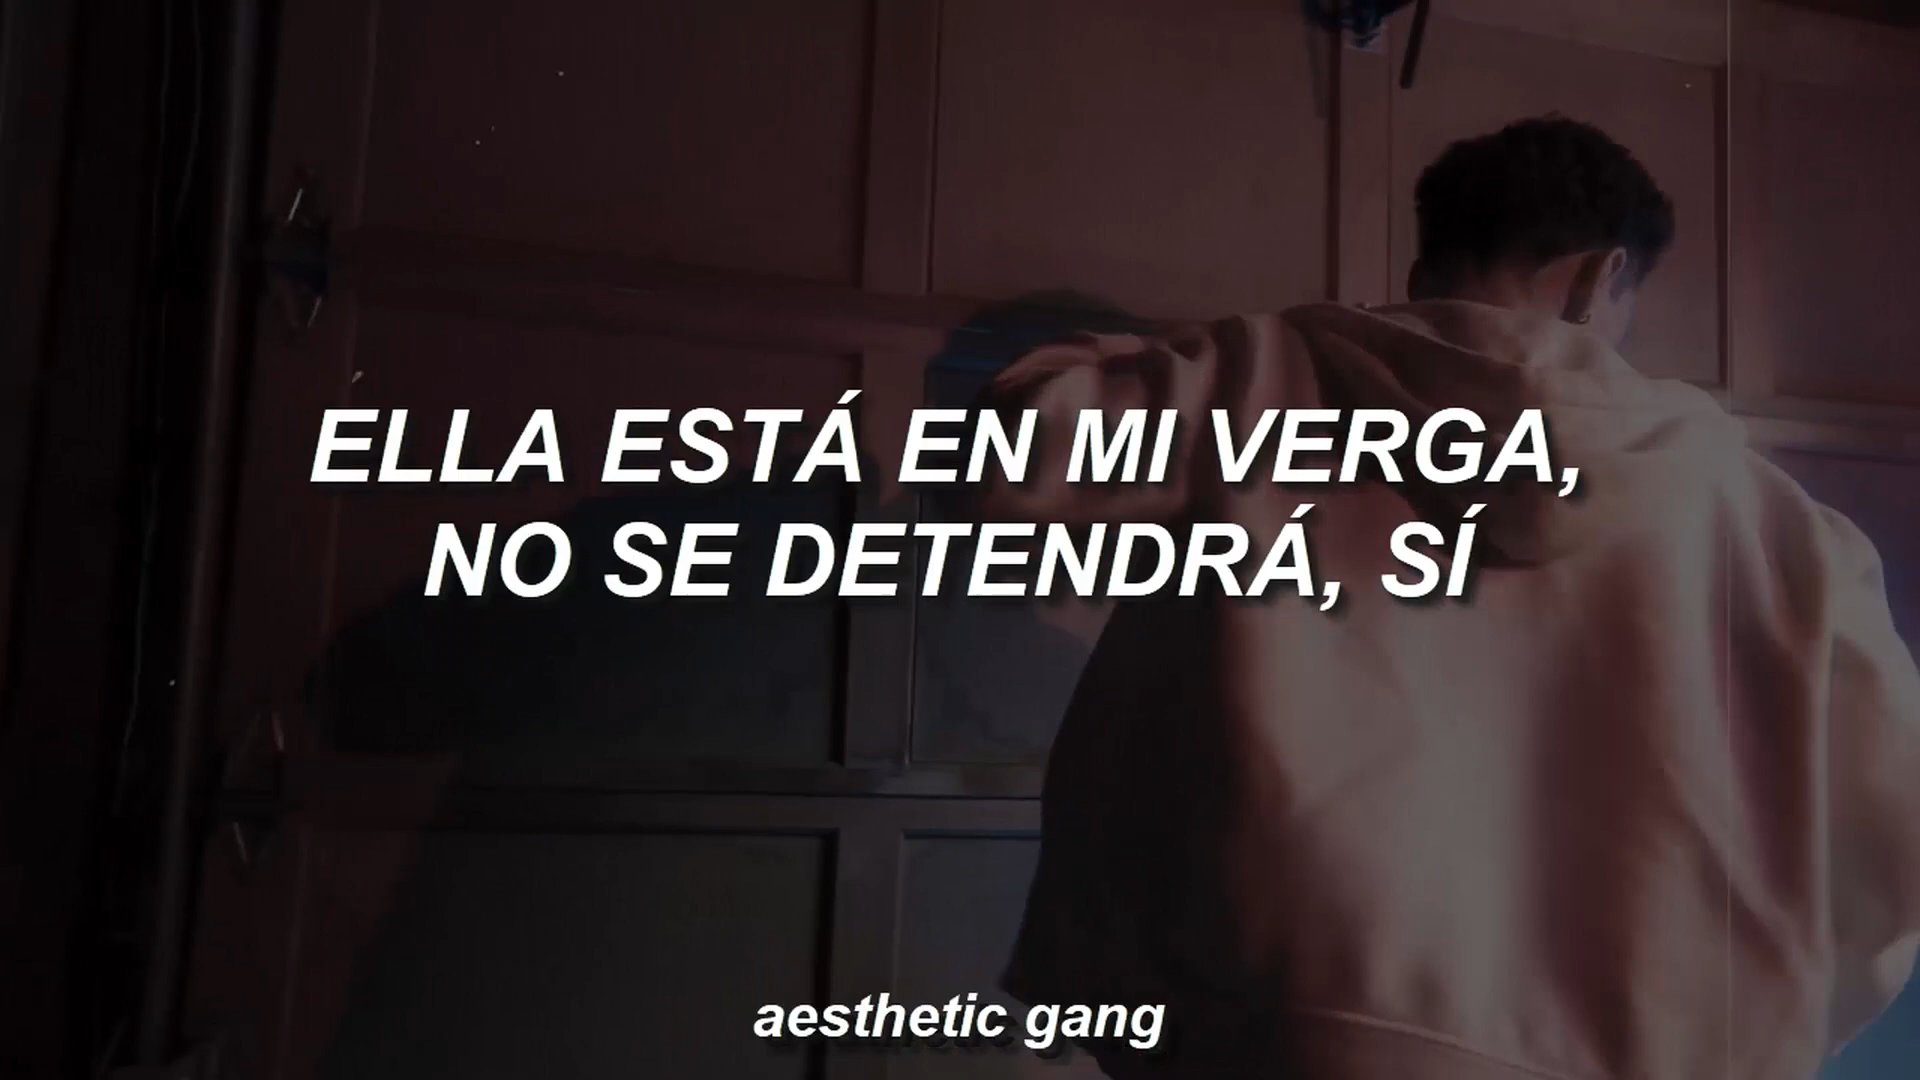 ELLA ESTÁ EN MI VERGA,
NO SE DETENDRÁ, SÍ
aesthetic gang